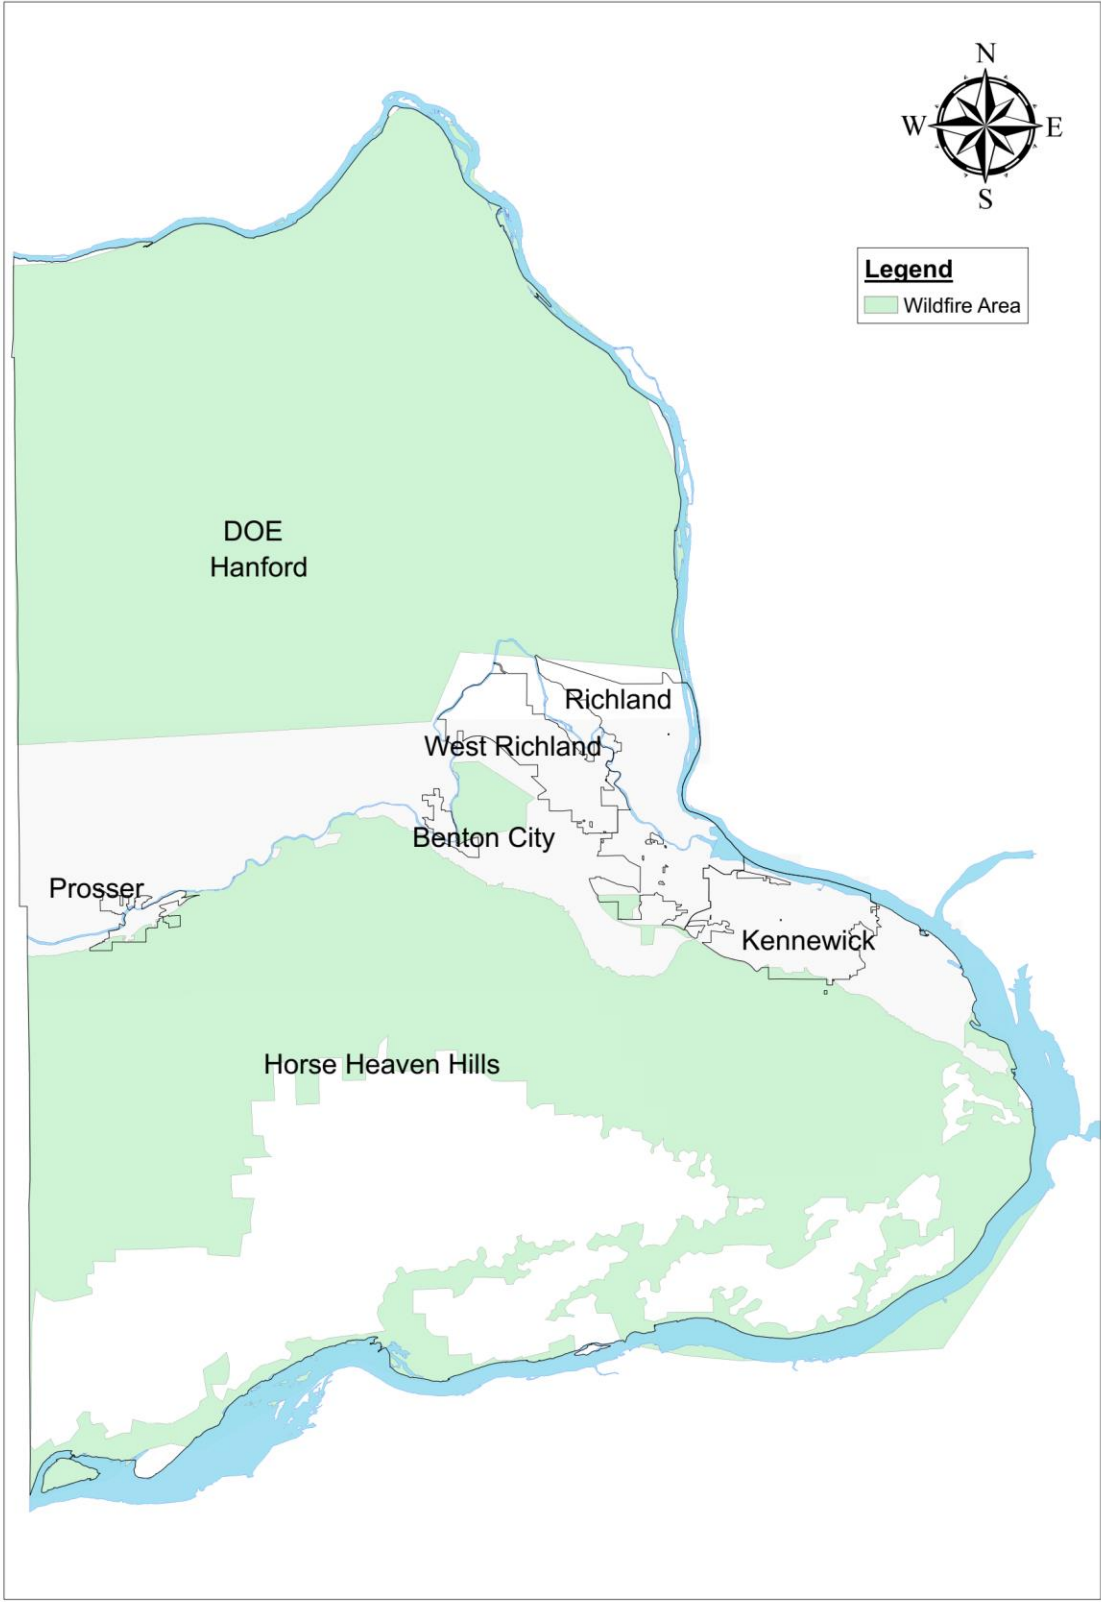 N
W E
S
Legend
Wildfire Area
DOE
Hanford
Richland
West Richland
Benton City
Prosser
Kennewick
Horse Heaven Hills